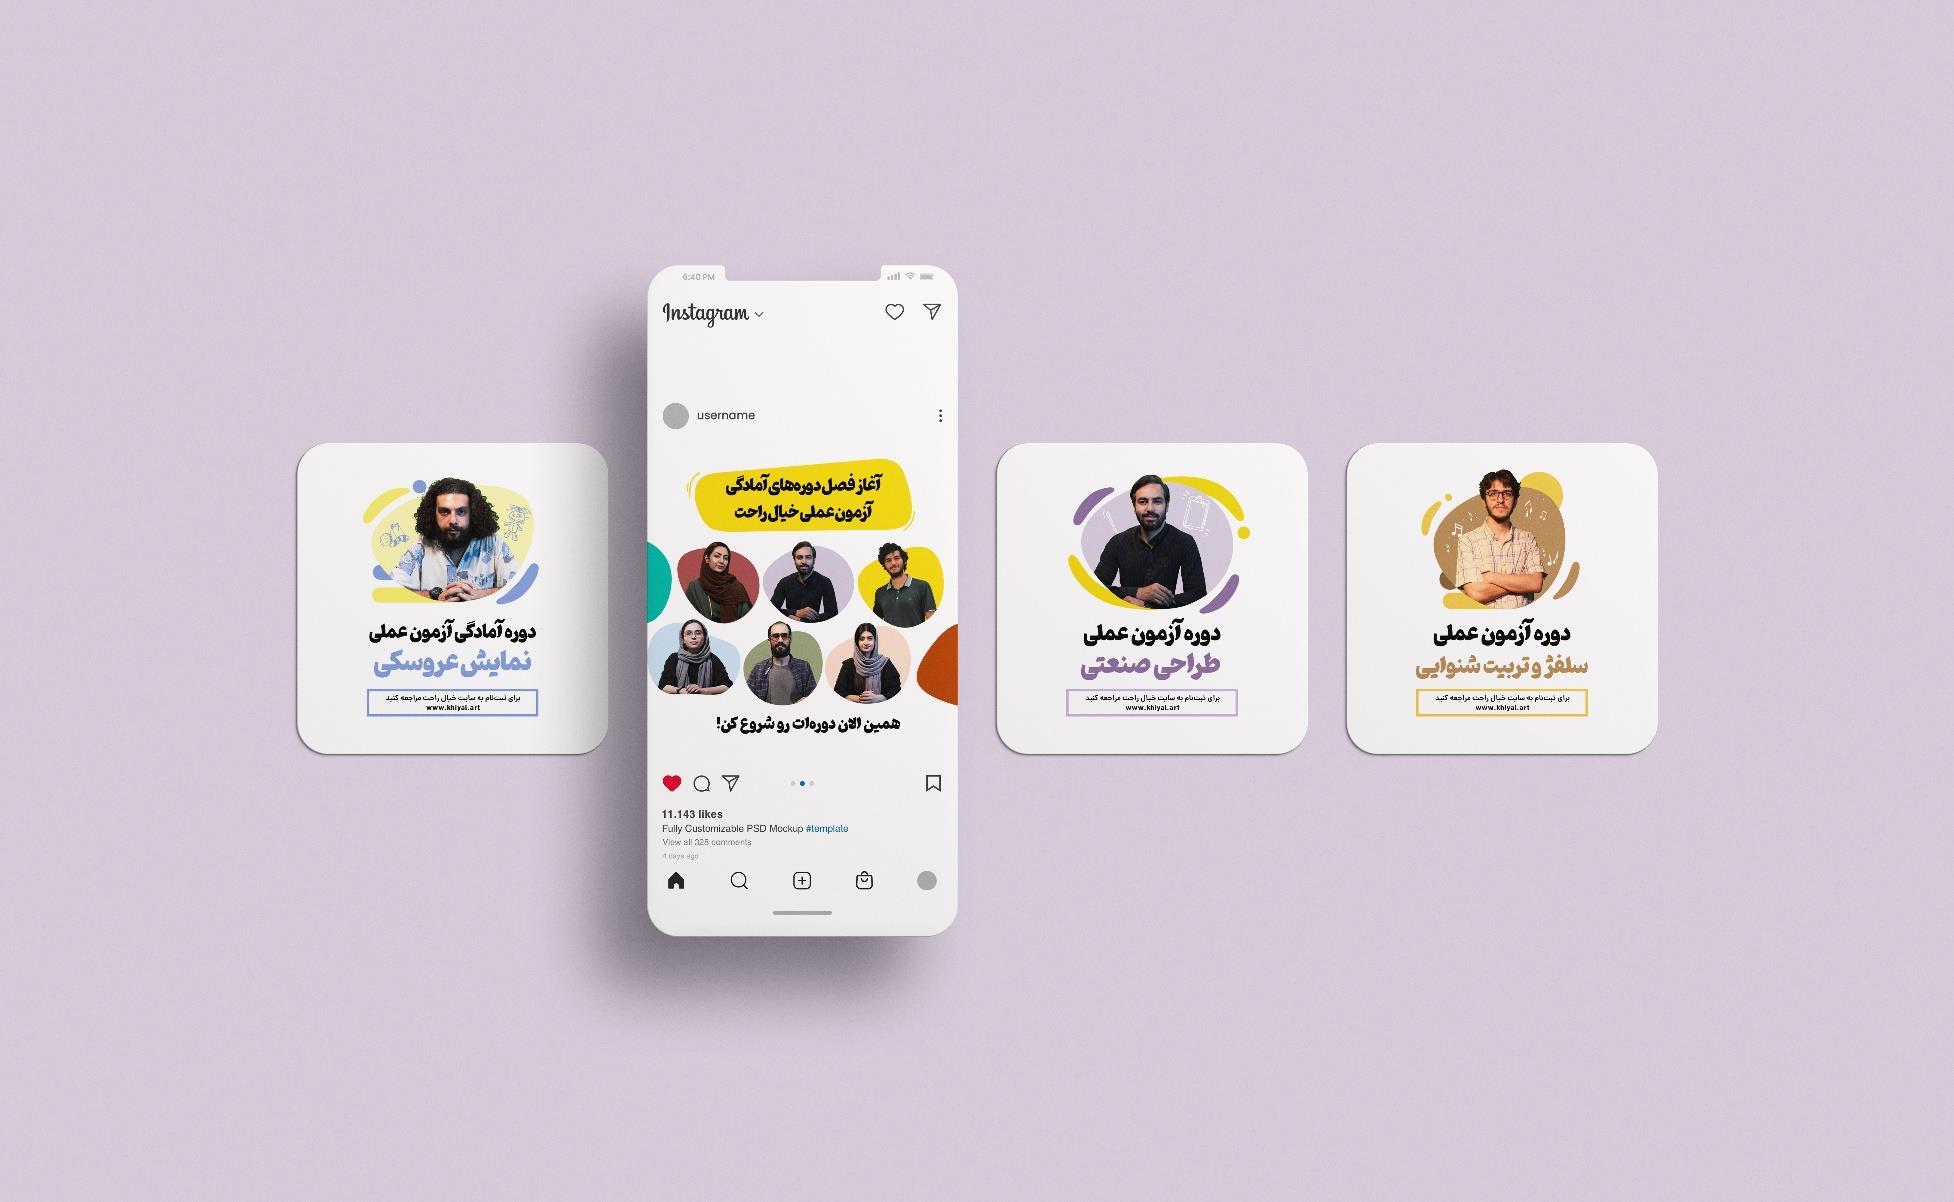 دوره آمادگی آزمون عملی
نمایش عروسکی
برای ثبت‌نام به سایت خیال راحت مراجعه کنید
www.khiyal.art
6:40 PM
Instagram
username
آغاز فصل دوره‌های آمادگی
آزمون عملی خیال راحت
همین الان دوره‌ات رو شروع کن!
11.143 likes
Fully Customizable PSD Mockup #template
View all 328 comments
4 days ago
دوره آزمون عملی
طراحی صنعتی
برای ثبت‌نام به سایت خیال راحت مراجعه کنید
www.khiyal.art
دوره آزمون عملی
سلفژ و تربیت شنوایی
برای ثبت‌نام به سایت خیال راحت مراجعه کنید
www.khiyal.art